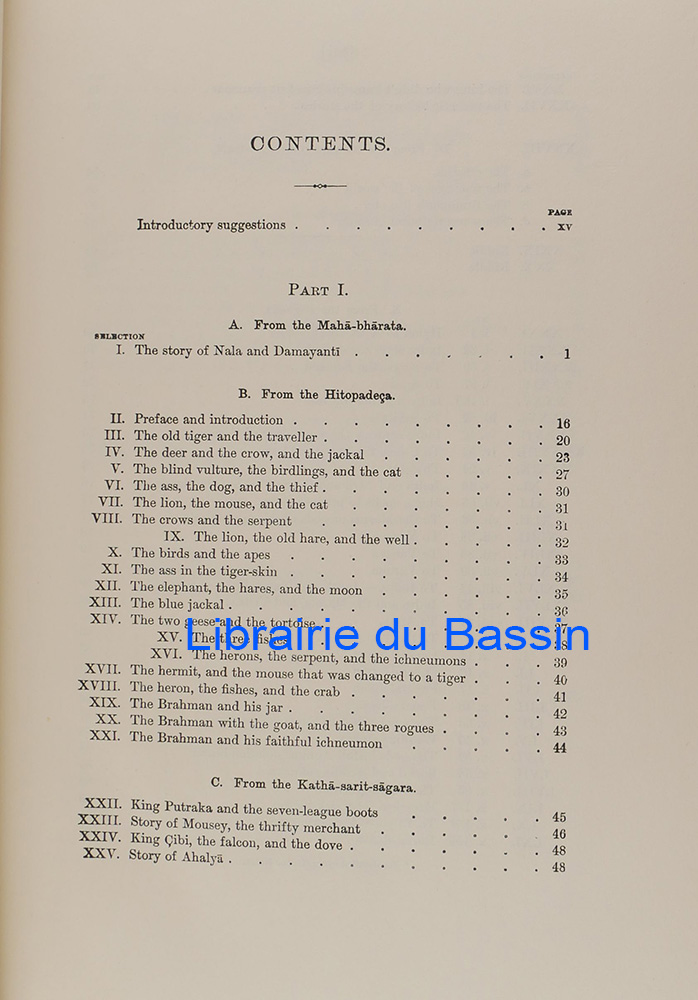 CONTENTS.
PAGE
Introductory suggestions . . . . . . . . . xv
PART I.
A. From the Mahā-bhārata.
SELECTION
I. The story of Nala and Damayantī . . . . . . . 1
B. From the Hitopadeça.
II. Preface and introduction . . . . . . . . . 16
III. The old tiger and the traveller . . . . . . . . 20
IV. The deer and the crow, and the jackal . . . . . . 23
V. The blind vulture, the birdlings, and the cat . . . . . 27
VI. The ass, the dog, and the thief . . . . . . . . 30
VII. The lion, the mouse, and the cat . . . . . . . 31
VIII. The crows and the serpent . . . . . . . . 31
IX. The lion, the old hare, and the well . . . . . 32
X. The birds and the apes . . . . . . . . . 33
XI. The ass in the tiger-skin . . . . . . . . . 34
XII. The elephant, the hares, and the moon . . . . . . 35
XIII. The blue jackal . . . . . . . . . . . 36
XIV. The two geese and the tortoise . . . . . . . . 37
Librairie du Bassin
XV. The three fishes . . . . . . . . . 38
XVI. The herons, the serpent, and the ichneumons . . . 39
XVII. The hermit, and the mouse that was changed to a tiger . . . 40
XVIII. The heron, the fishes, and the crab . . . . . . . 41
XIX. The Brahman and his jar . . . . . . . . . 42
XX. The Brahman with the goat, and the three rogues . . . . 43
XXI. The Brahman and his faithful ichneumon . . . . . 44
C. From the Kathā-sarit-sāgara.
XXII. King Putraka and the seven-league boots . . . . . 45
XXIII. Story of Mousey, the thrifty merchant . . . . . . 46
XXIV. King Çibi, the falcon, and the dove . . . . . . . 48
XXV. Story of Ahalyā . . . . . . . . . . . 48